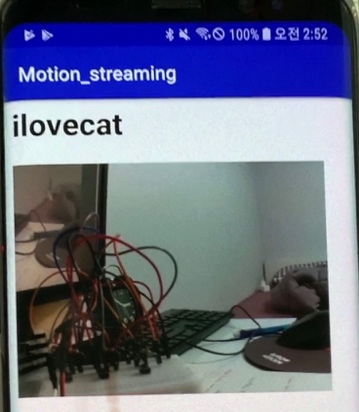 100% 오전 2:52
Motion_streaming
ilovecat